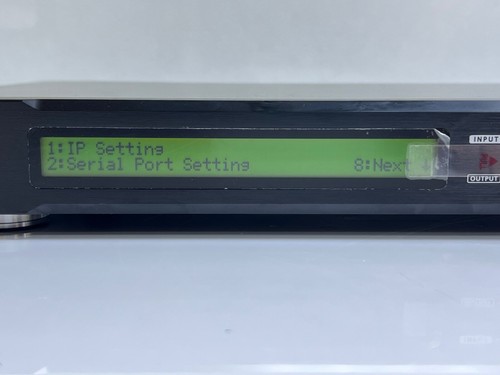 1:IP Setting
2:Serial Port Setting 8:Next
INPUT
OUTPUT